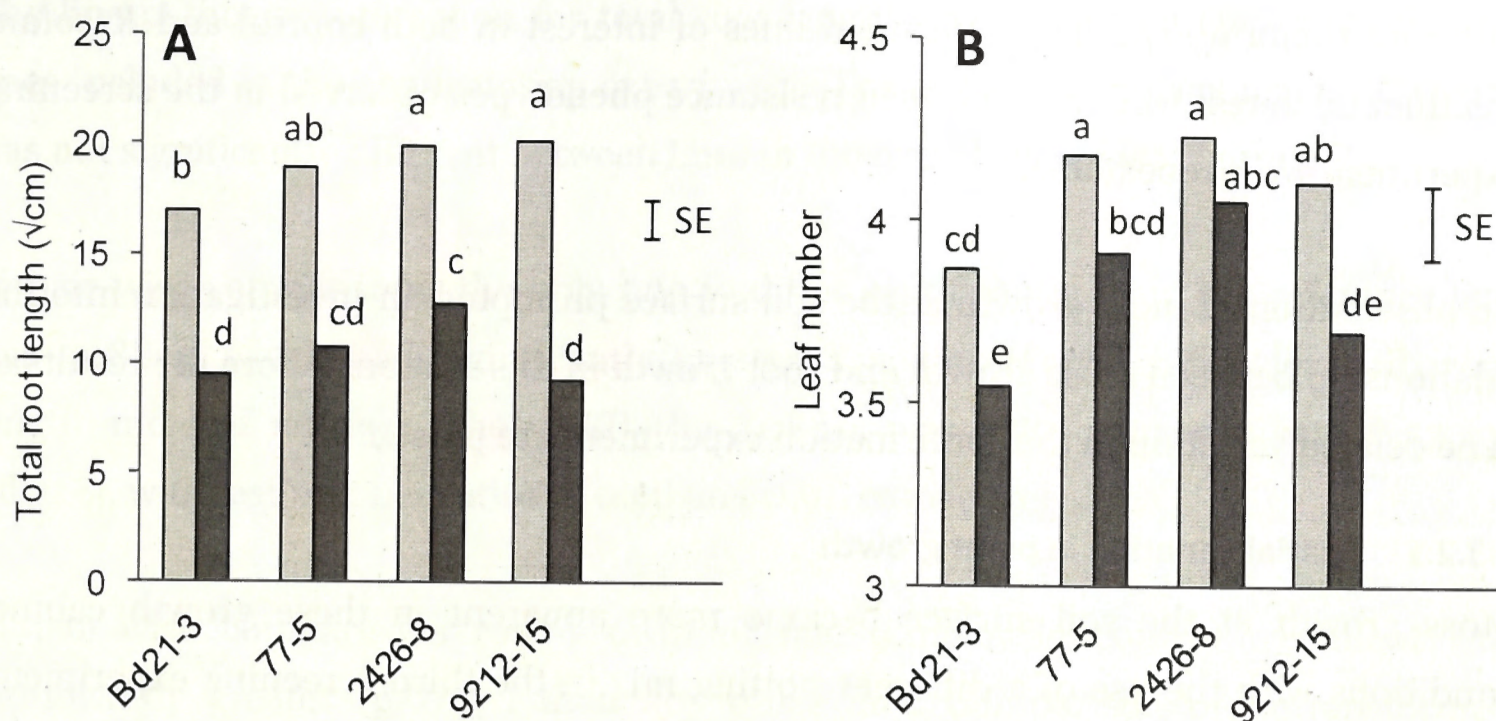 A
Total root length (√cm)
25
20
15
10
5
0
b
d
ab
cd
a
c
a
d
SE
Bd21-3
77-5
2426-8
9212-15
B
Leaf number
4.5
4
3.5
3
cd
e
a
bcd
a
abc
ab
de
SE
Bd21-3
77-5
2426-8
9212-15